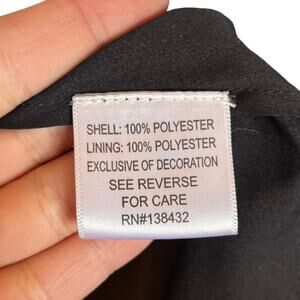 SHELL: 100% POLYESTER
LINING: 100% POLYESTER
EXCLUSIVE OF DECORATION
SEE REVERSE
FOR CARE
RN#138432